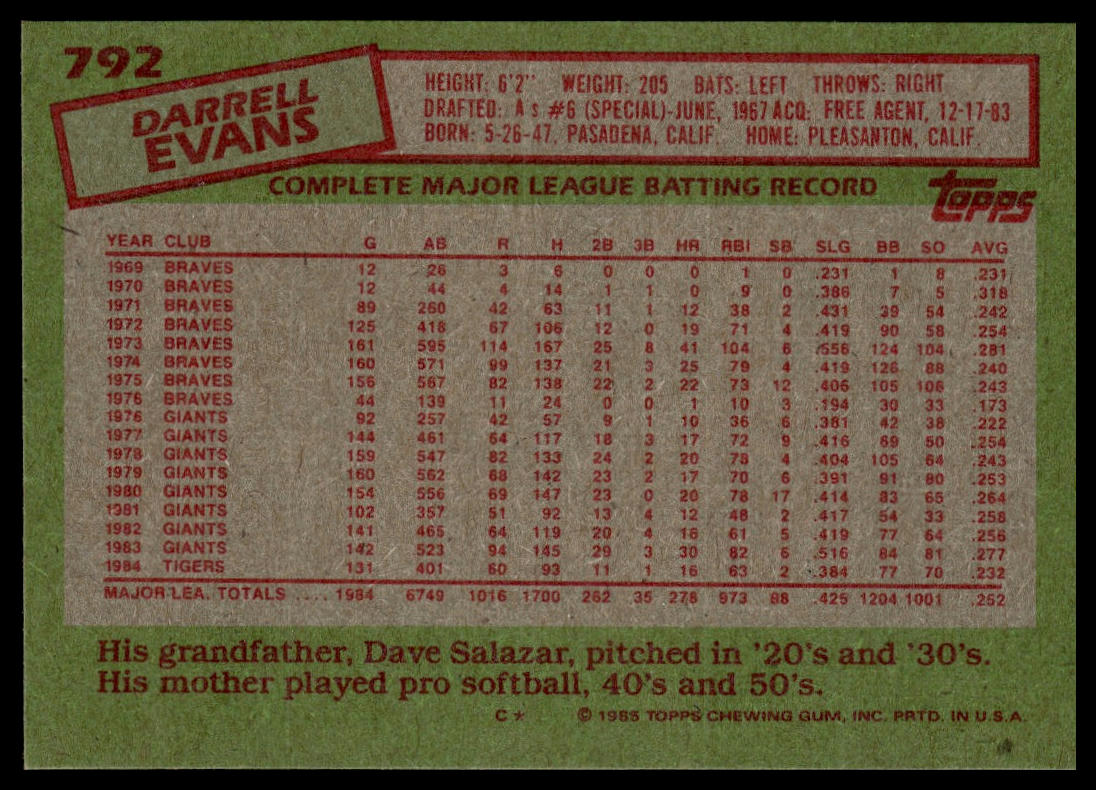 792
DARRELL
EVANS
HEIGHT: 6'2" WEIGHT: 205 BATS: LEFT THROWS: RIGHT
DRAFTED: A s #6 (SPECIAL)-JUNE, 1967 ACQ: FREE AGENT, 12-17-83
BORN: 5-26-47, PASADENA, CALIF. HOME: PLEASANTON, CALIF.
COMPLETE MAJOR LEAGUE BATTING RECORD
topps
YEAR CLUB G AB R H 2B 3B HR RBI SB SLG BB SO AVG
1969 BRAVES 12 26 3 6 0 0 0 1 0 .231 1 8 .231
1970 BRAVES 12 44 4 14 1 1 0 9 0 .386 7 5 .318
1971 BRAVES 89 260 42 63 11 1 12 38 2 .431 39 54 .242
1972 BRAVES 125 418 67 106 12 0 19 71 4 .419 90 58 .254
1973 BRAVES 161 595 114 167 25 8 41 104 6 .556 124 104 .281
1974 BRAVES 160 571 99 137 21 3 25 79 4 .419 126 88 .240
1975 BRAVES 156 567 82 138 22 2 22 73 12 .406 105 106 .243
1976 BRAVES 44 139 11 24 0 0 1 10 3 .194 30 33 .173
1976 GIANTS 92 257 42 57 9 1 10 36 6 .381 42 38 .222
1977 GIANTS 144 461 64 117 18 3 17 72 9 .416 69 50 .254
1978 GIANTS 159 547 82 133 24 2 20 78 4 .404 105 64 .243
1979 GIANTS 160 562 68 142 23 2 17 70 6 .391 91 80 .253
1980 GIANTS 154 556 69 147 23 0 20 78 17 .414 83 65 .264
1981 GIANTS 102 357 51 92 13 4 12 48 2 .417 54 33 .258
1982 GIANTS 141 465 64 119 20 4 16 61 5 .419 77 64 .256
1983 GIANTS 142 523 94 145 29 3 30 82 6 .516 84 81 .277
1984 TIGERS 131 401 60 93 11 1 16 63 2 .384 77 70 .232
MAJOR LEA. TOTALS .... 1984 6749 1016 1700 262 35 278 973 88 .425 1204 1001 .252
His grandfather, Dave Salazar, pitched in '20's and '30's.
His mother played pro softball, 40's and 50's.
C* © 1985 TOPPS CHEWING GUM, INC. PRTD. IN U.S.A.